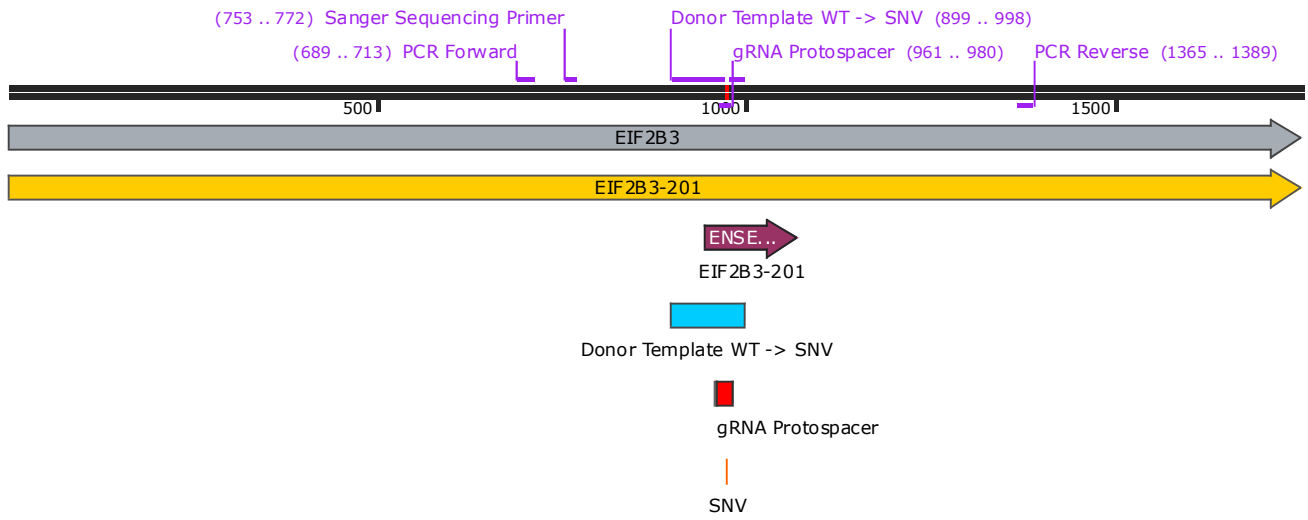 (753 .. 772) Sanger Sequencing Primer
Donor Template WT -> SNV (899 .. 998)
(689 .. 713) PCR Forward
gRNA Protospacer (961 .. 980)
PCR Reverse (1365 .. 1389)
500
1000
1500
EIF2B3
EIF2B3-201
ENSE...
EIF2B3-201
Donor Template WT -> SNV
gRNA Protospacer
SNV